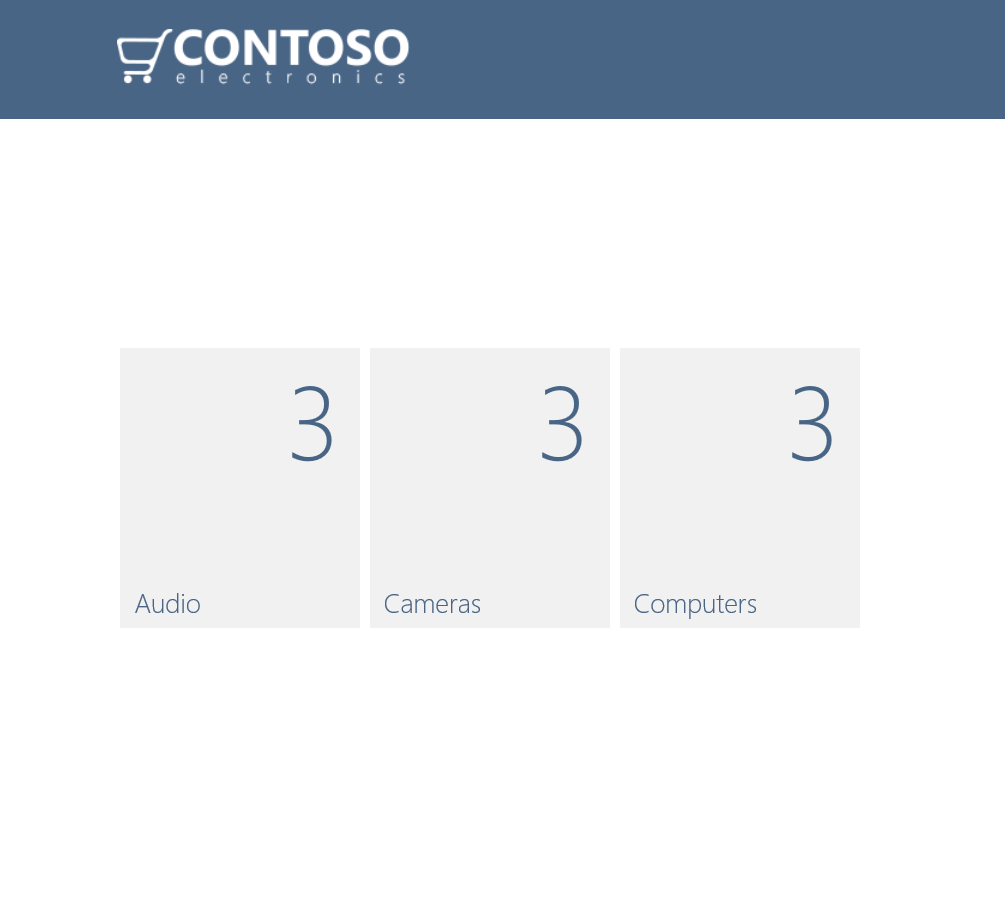 CONTOSO
electronics
3
3
3
Audio
Cameras
Computers